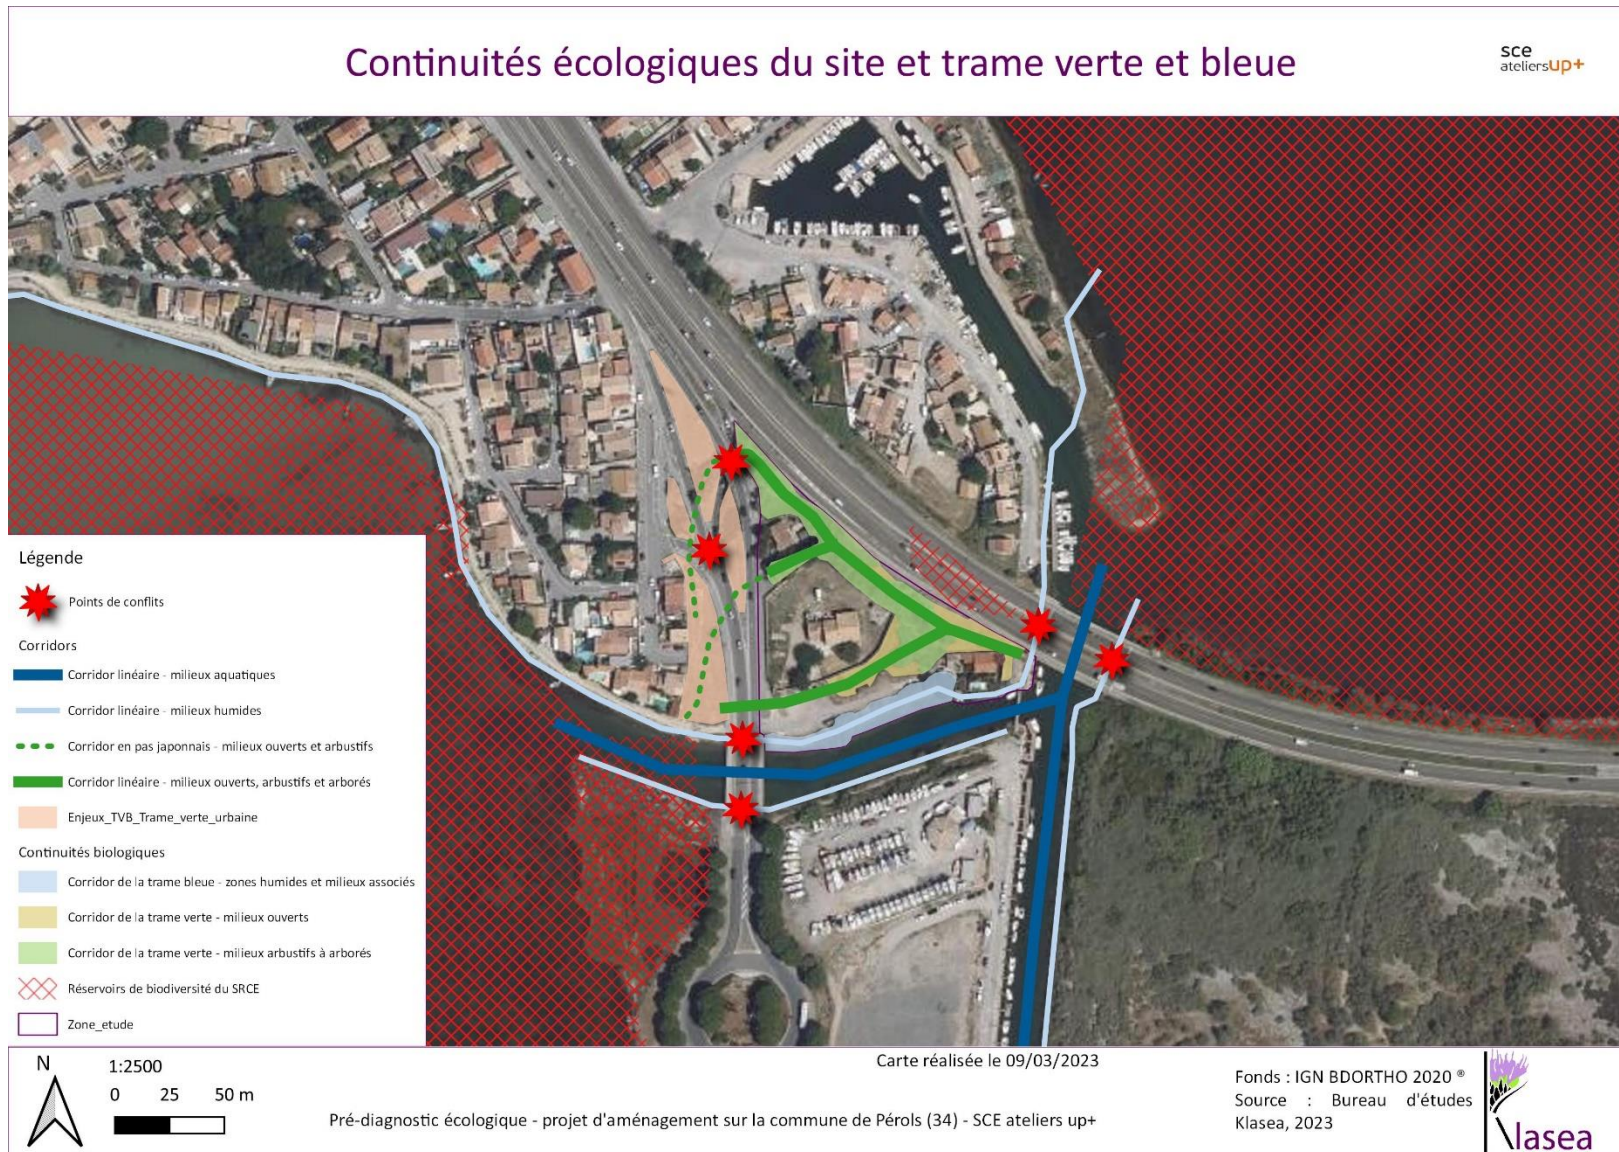 Continuités écologiques du site et trame verte et bleue
sce
ateliersup+
Légende
Points de conflits
Corridors
Corridor linéaire - milieux aquatiques
Corridor linéaire - milieux humides
Corridor en pas japonnais - milieux ouverts et arbustifs
Corridor linéaire - milieux ouverts, arbustifs et arborés
Enjeux_TVB_Trame_verte_urbaine
Continuités biologiques
Corridor de la trame bleue - zones humides et milieux associés
Corridor de la trame verte - milieux ouverts
Corridor de la trame verte - milieux arbustifs à arborés
Réservoirs de biodiversité du SRCE
Zone_etude
N
1:2500
0 25 50 m
Carte réalisée le 09/03/2023
Pré-diagnostic écologique - projet d'aménagement sur la commune de Pérols (34) - SCE ateliers up+
Fonds : IGN BDORTHO 2020 ®
Source : Bureau d'études
Klasea, 2023
Klasea